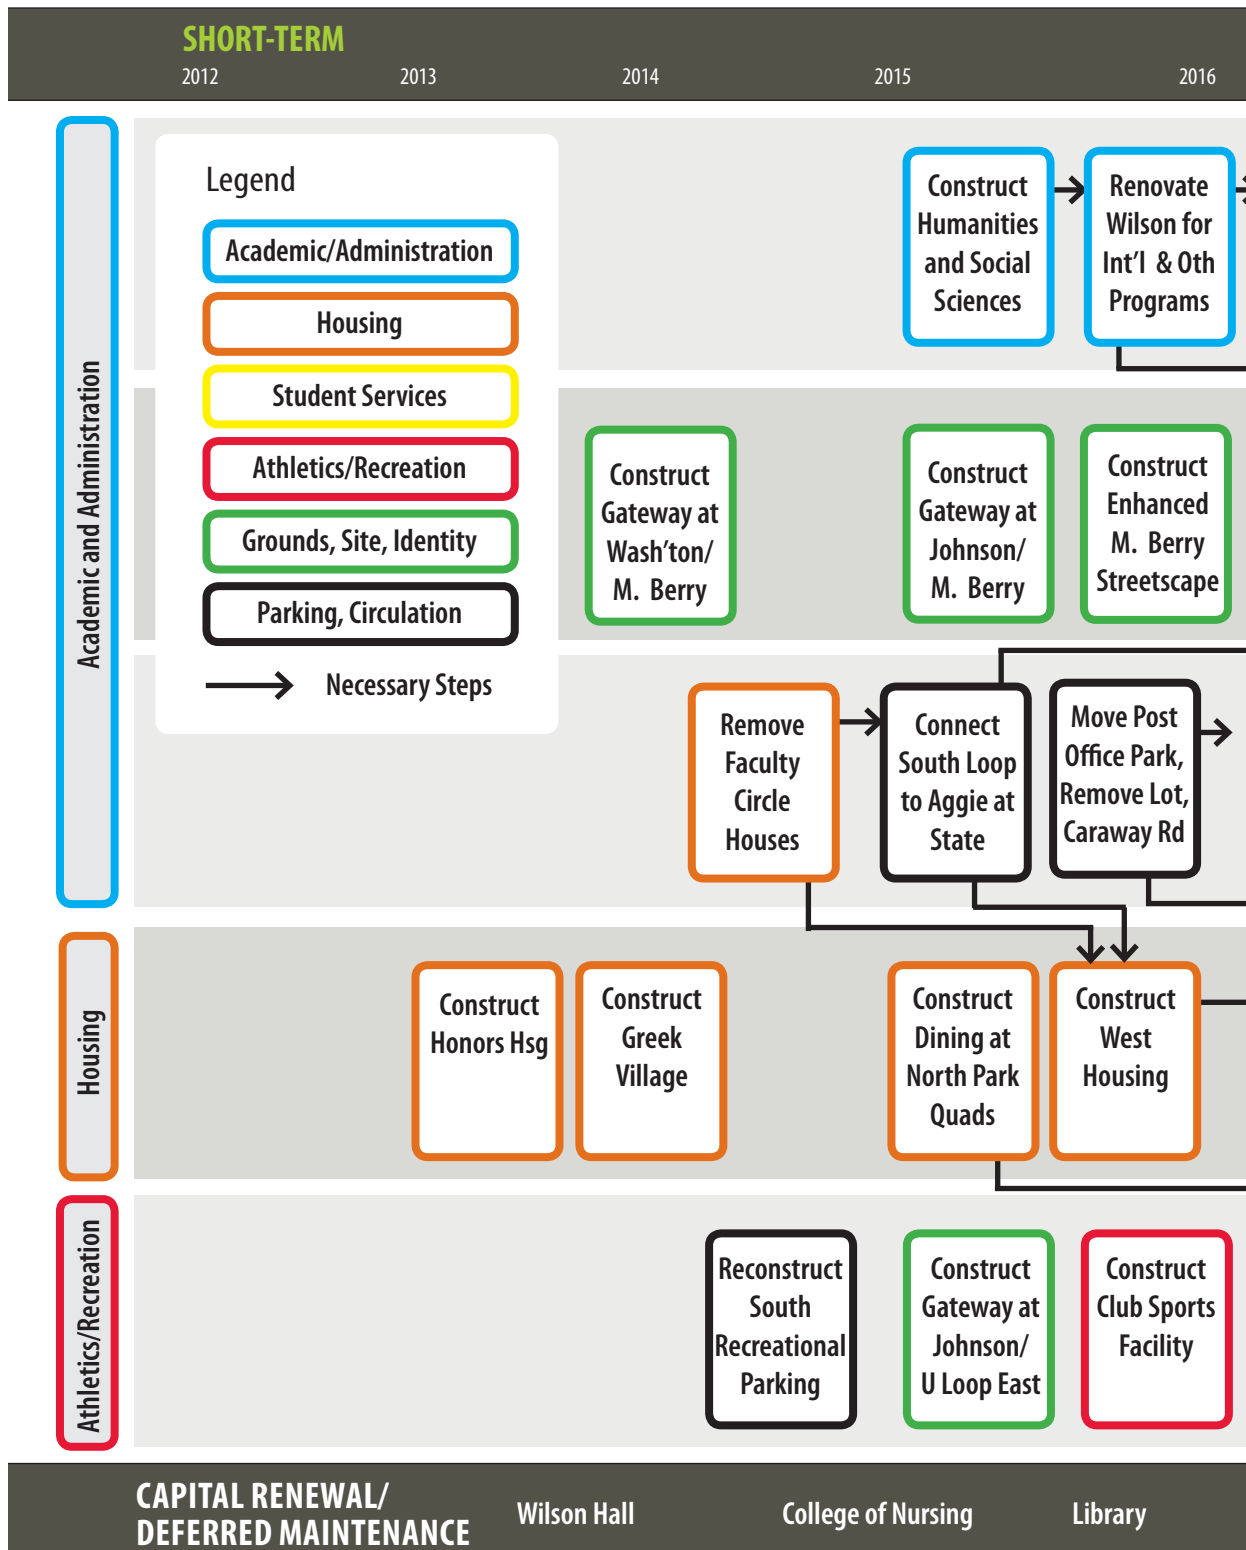 SHORT-TERM
2012 2013 2014 2015 2016
Academic and Administration
Legend
Academic/Administration
Housing
Student Services
Athletics/Recreation
Grounds, Site, Identity
Parking, Circulation
Necessary Steps
Construct
Humanities
and Social
Sciences
Renovate
Wilson for
Int'l & Oth
Programs
Construct
Gateway at
Wash'ton/
M. Berry
Construct
Gateway at
Johnson/
M. Berry
Construct
Enhanced
M. Berry
Streetscape
Remove
Faculty
Circle
Houses
Connect
South Loop
to Aggie at
State
Move Post
Office Park,
Remove Lot,
Caraway Rd
Housing
Construct
Honors Hsg
Construct
Greek
Village
Construct
Dining at
North Park
Quads
Construct
West
Housing
Athletics/Recreation
Reconstruct
South
Recreational
Parking
Construct
Gateway at
Johnson/
U Loop East
Construct
Club Sports
Facility
CAPITAL RENEWAL/
DEFERRED MAINTENANCE
Wilson Hall
College of Nursing
Library